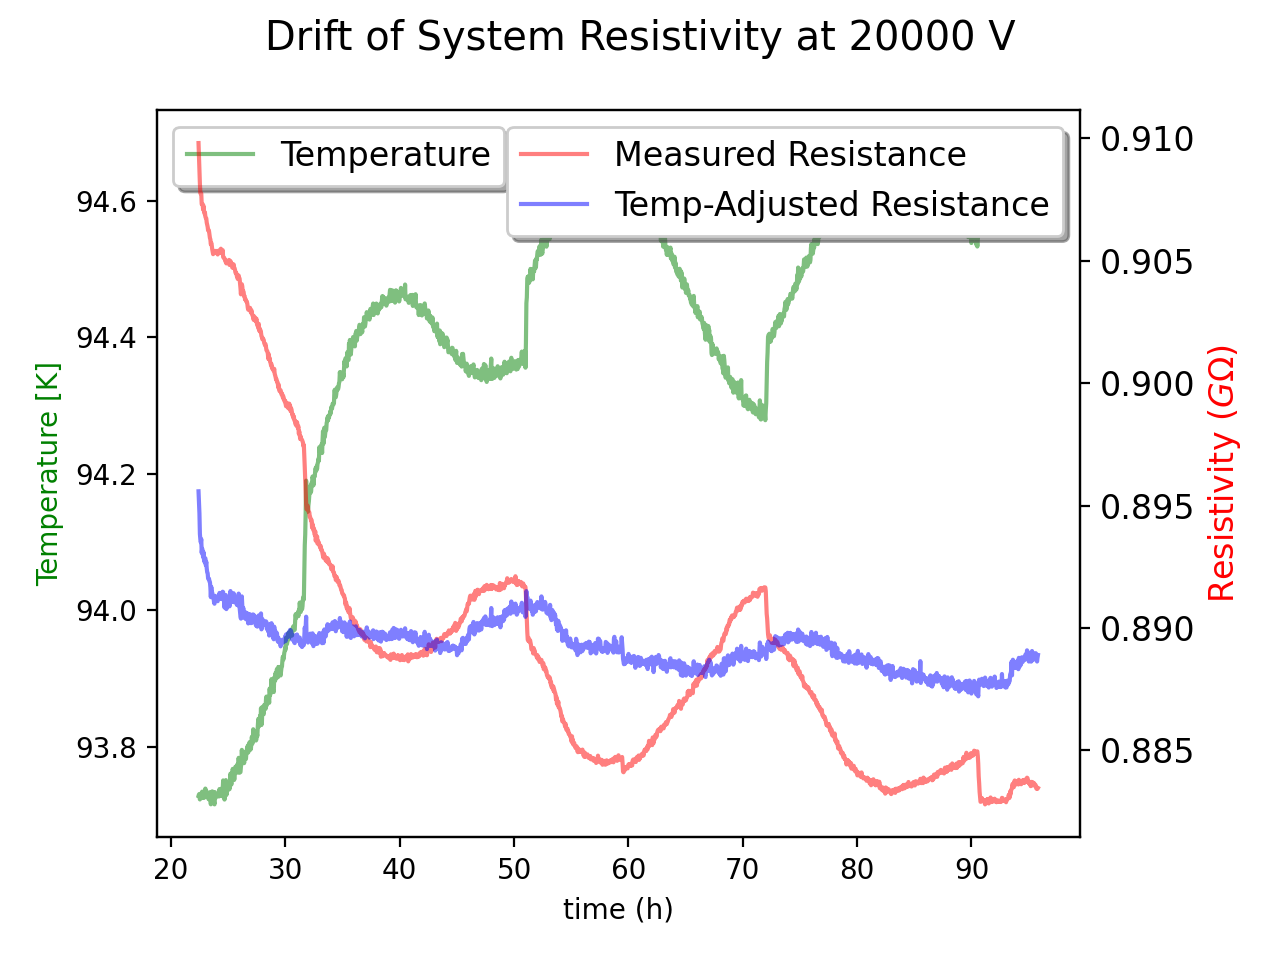 Drift of System Resistivity at 20000 V
Temperature
Measured Resistance
Temp-Adjusted Resistance
94.6
94.4
94.2
94.0
93.8
Temperature [K]
0.910
0.905
0.900
0.895
0.890
0.885
Resistivity (GΩ)
20 30 40 50 60 70 80 90
time (h)